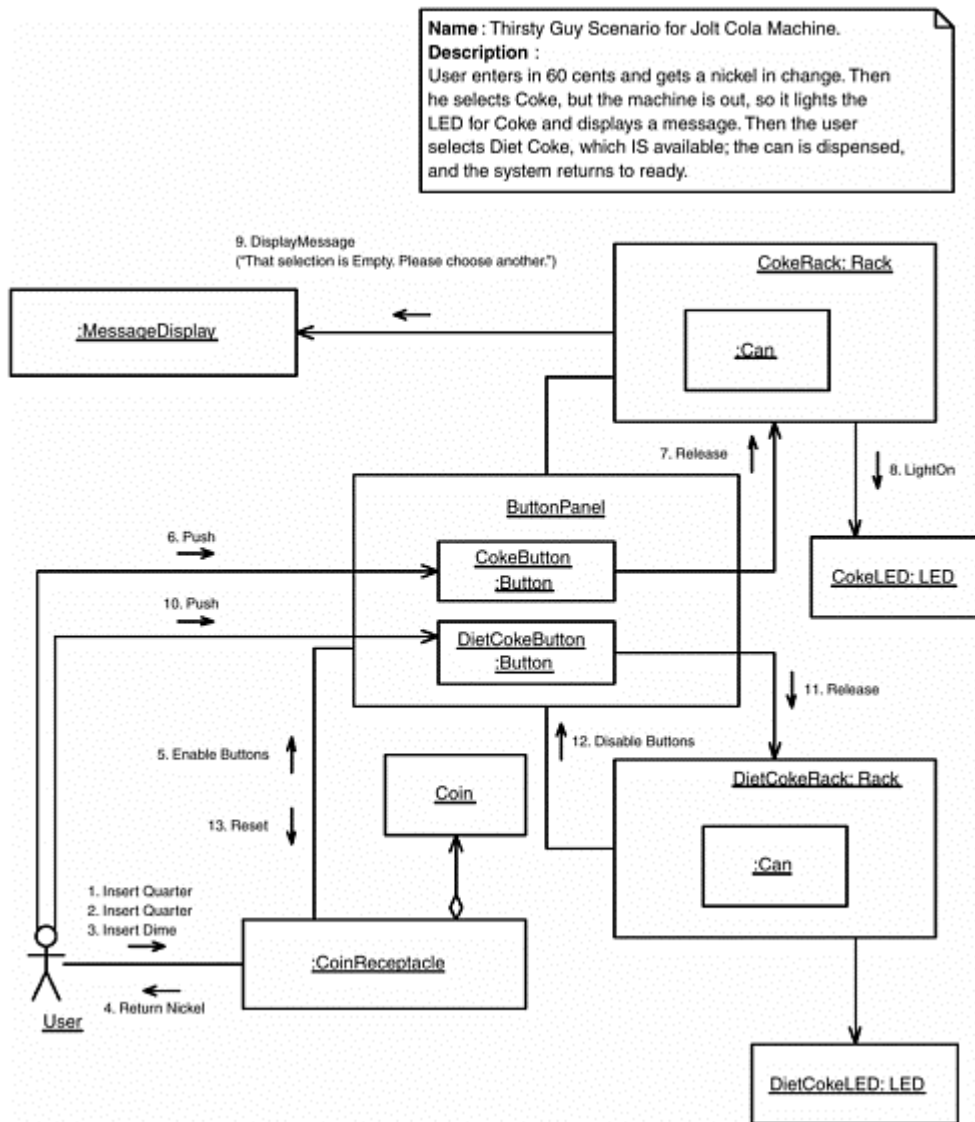 Name : Thirsty Guy Scenario for Jolt Cola Machine.
Description :
User enters in 60 cents and gets a nickel in change. Then
he selects Coke, but the machine is out, so it lights the
LED for Coke and displays a message. Then the user
selects Diet Coke, which IS available; the can is dispensed,
and the system returns to ready.
9. DisplayMessage
("That selection is Empty. Please choose another.")
CokeRack: Rack
:MessageDisplay
:Can
7. Release
8. LightOn
ButtonPanel
6. Push
CokeButton
:Button
CokeLED: LED
10. Push
DietCokeButton
:Button
11. Release
5. Enable Buttons
12. Disable Buttons
Coin
DietCokeRack: Rack
13. Reset
:Can
1. Insert Quarter
2. Insert Quarter
3. Insert Dime
:CoinReceptacle
4. Return Nickel
User
DietCokeLED: LED